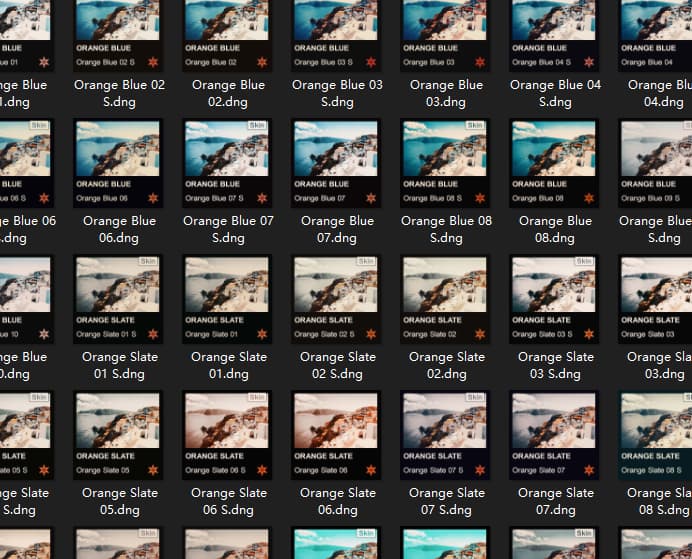 BLUE
ORANGE BLUE
ORANGE BLUE
ORANGE BLUE
ORANGE BLUE
ORANGE BLUE
ORANGE BLUE
ue 01
Orange Blue 02 S
Orange Blue 02
Orange Blue 03 S
Orange Blue 03
Orange Blue 04 S
Orange Blue 04
nge Blue
1.dng
Orange Blue 02
S.dng
Orange Blue
02.dng
Orange Blue 03
S.dng
Orange Blue
03.dng
Orange Blue 04
S.dng
Orange Blu
04.dng
Skin
Skin
Skin
Skin
BLUE
ORANGE BLUE
ORANGE BLUE
ORANGE BLUE
ORANGE BLUE
ORANGE BLUE
ORANGE BLUE
ue 06 S
Orange Blue 06
Orange Blue 07 S
Orange Blue 07
Orange Blue 08 S
Orange Blue 08
Orange Blue 09 S
ge Blue 06
.dng
Orange Blue
06.dng
Orange Blue 07
S.dng
Orange Blue
07.dng
Orange Blue 08
S.dng
Orange Blue
08.dng
Orange Blue
S.dng
Skin
Skin
Skin
BLUE
ORANGE SLATE
ORANGE SLATE
ORANGE SLATE
ORANGE SLATE
ORANGE SLATE
ORANGE SLATE
ue 10
Orange Slate 01 S
Orange Slate 01
Orange Slate 02 S
Orange Slate 02
Orange Slate 03 S
Orange Slate 03
nge Blue
0.dng
Orange Slate
01 S.dng
Orange Slate
01.dng
Orange Slate
02 S.dng
Orange Slate
02.dng
Orange Slate
03 S.dng
Orange Sla
03.dng
Skin
Skin
Skin
Skin
SLATE
ORANGE SLATE
ORANGE SLATE
ORANGE SLATE
ORANGE SLATE
ORANGE SLATE
ORANGE SLATE
ate 05 S
Orange Slate 05
Orange Slate 06 S
Orange Slate 06
Orange Slate 07 S
Orange Slate 07
Orange Slate 08 S
nge Slate
S.dng
Orange Slate
05.dng
Orange Slate
06 S.dng
Orange Slate
06.dng
Orange Slate
07 S.dng
Orange Slate
07.dng
Orange Sla
08 S.dng
Skin
Skin
Skin